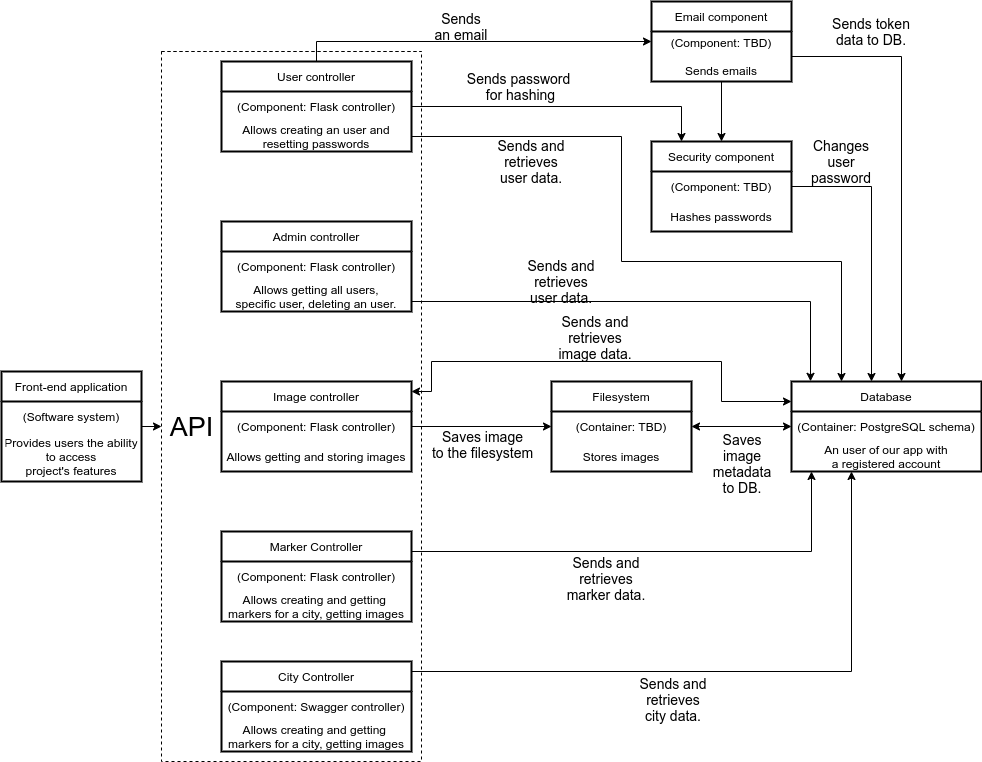 Sends
an email
Email component
(Component: TBD)
Sends emails
Sends token
data to DB.
User controller
(Component: Flask controller)
Allows creating an user and
resetting passwords
Sends password
for hashing
Sends and
retrieves
user data.
Security component
(Component: TBD)
Hashes passwords
Changes
user
password
Admin controller
(Component: Flask controller)
Allows getting all users,
specific user, deleting an user.
Sends and
retrieves
user data.
Sends and
retrieves
image data.
Front-end application
(Software system)
Provides users the ability
to access
project's features
API
Image controller
(Component: Flask controller)
Allows getting and storing images
Saves image
to the filesystem
Filesystem
(Container: TBD)
Stores images
Saves
image
metadata
to DB.
Database
(Container: PostgreSQL schema)
An user of our app with
a registered account
Marker Controller
(Component: Flask controller)
Allows creating and getting
markers for a city, getting images
Sends and
retrieves
marker data.
City Controller
(Component: Swagger controller)
Allows creating and getting
markers for a city, getting images
Sends and
retrieves
city data.